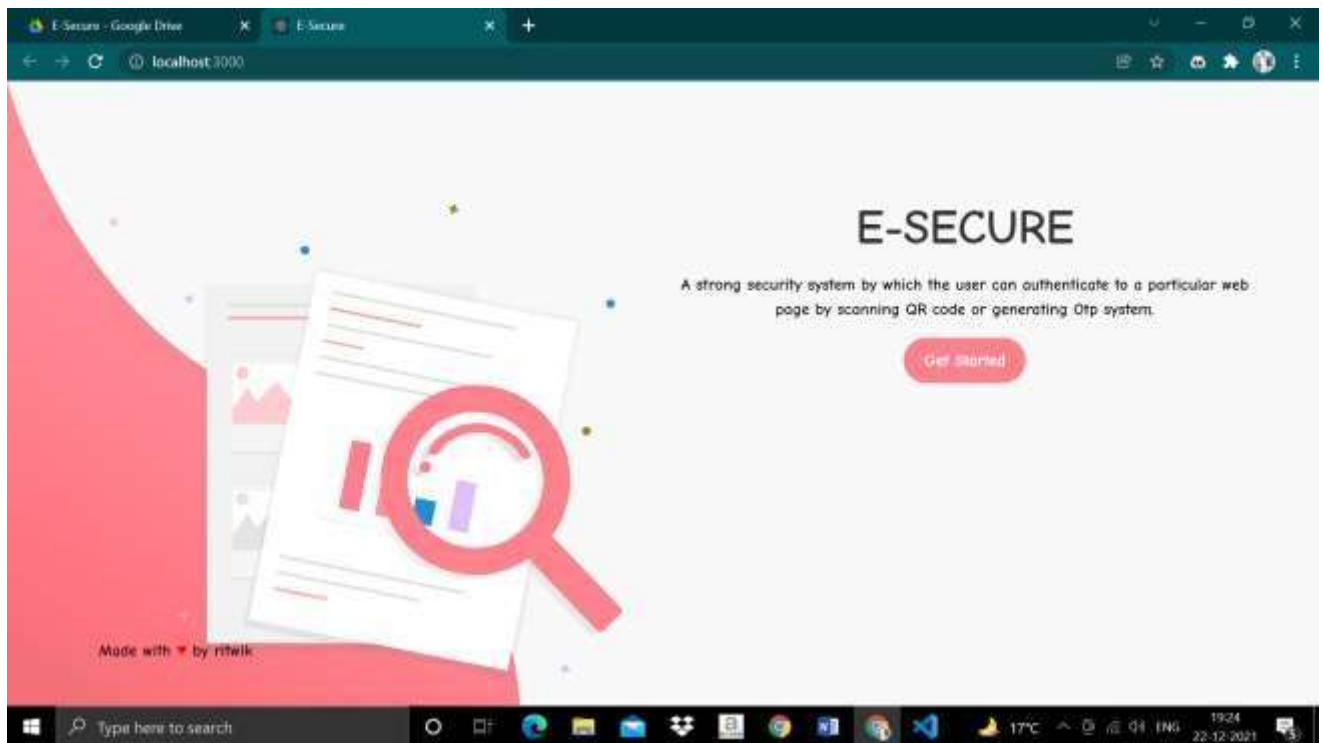 E-Secure - Google Drive
E-Secure
localhost:3000
E-SECURE
A strong security system by which the user can authenticate to a particular web
page by scanning QR code or generating Otp system.
Get Started
Made with ♥ by ritwik
Type here to search
17°C
ENG
19:24
22-12-2021